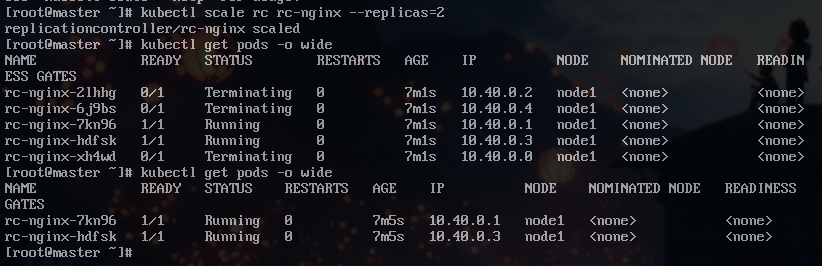 [root@master ~]# kubectl scale rc rc-nginx --replicas=2
replicationcontroller/rc-nginx scaled
[root@master ~]# kubectl get pods -o wide
NAME READY STATUS RESTARTS AGE IP NODE NOMINATED NODE READIN
ESS GATES
rc-nginx-2lhhg 0/1 Terminating 0 7m1s 10.40.0.2 node1 <none> <none>
rc-nginx-6j9bs 0/1 Terminating 0 7m1s 10.40.0.4 node1 <none> <none>
rc-nginx-7kn96 1/1 Running 0 7m1s 10.40.0.1 node1 <none> <none>
rc-nginx-hdfsk 1/1 Running 0 7m1s 10.40.0.3 node1 <none> <none>
rc-nginx-xh4wd 0/1 Terminating 0 7m1s 10.40.0.0 node1 <none> <none>
[root@master ~]# kubectl get pods -o wide
NAME READY STATUS RESTARTS AGE IP NODE NOMINATED NODE READINESS
GATES
rc-nginx-7kn96 1/1 Running 0 7m5s 10.40.0.1 node1 <none> <none>
rc-nginx-hdfsk 1/1 Running 0 7m5s 10.40.0.3 node1 <none> <none>
[root@master ~]#